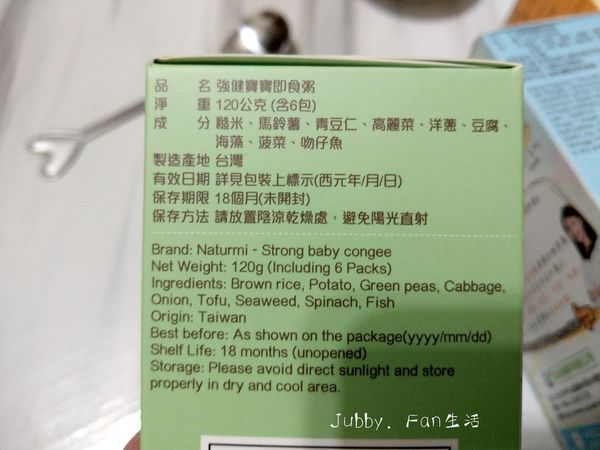 品　　名 強健寶寶即食粥
淨　　重 120公克 (含6包)
成　　分 糙米、馬鈴薯、青豆仁、高麗菜、洋蔥、豆腐、
海藻、菠菜、吻仔魚
製造產地 台灣
有效日期 詳見包裝上標示(西元年/月/日)
保存期限 18個月(未開封)
保存方法 請放置陰涼乾燥處，避免陽光直射
Brand: Naturmi - Strong baby congee
Net Weight: 120g (Including 6 Packs)
Ingredients: Brown rice, Potato, Green peas, Cabbage,
Onion, Tofu, Seaweed, Spinach, Fish
Origin: Taiwan
Best before: As shown on the package(yyyy/mm/dd)
Shelf Life: 18 months (unopened)
Storage: Please avoid direct sunlight and store
properly in dry and cool area.
Jubby. Fan生活